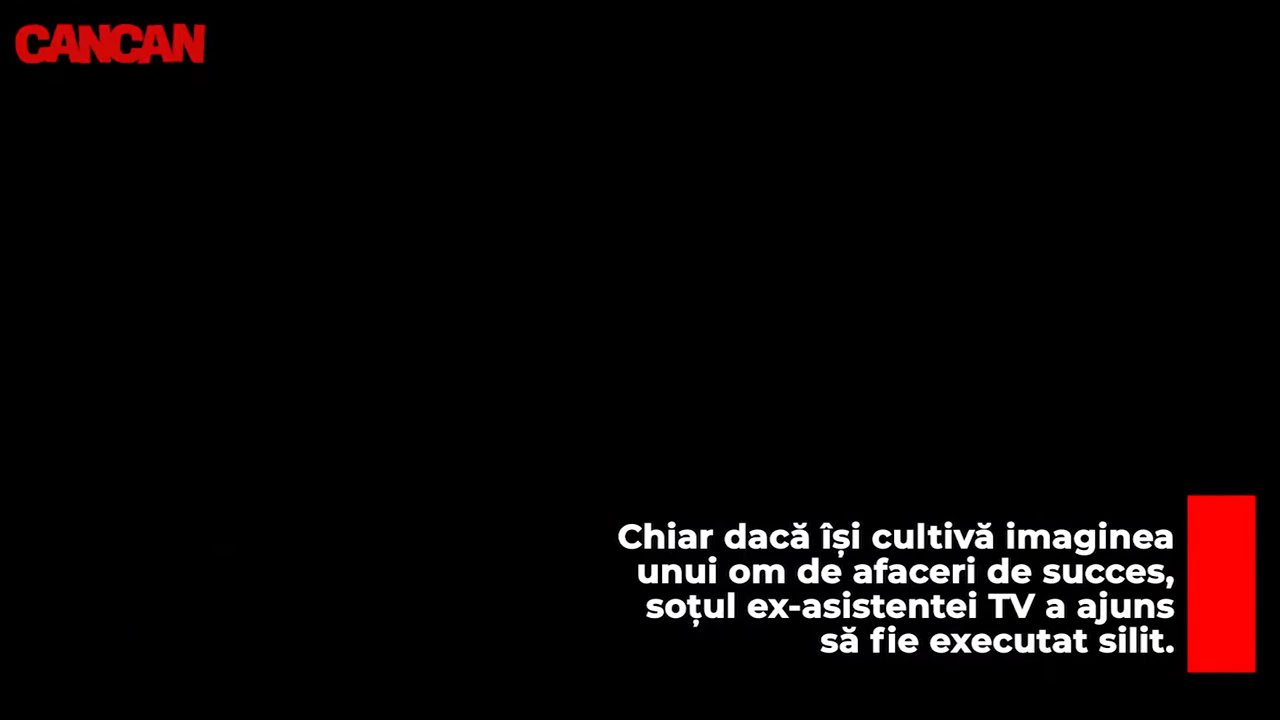 CANCAN
Chiar dacă își cultivă imaginea
unui om de afaceri de succes,
soțul ex-asistentei TV a ajuns
să fie executat silit.